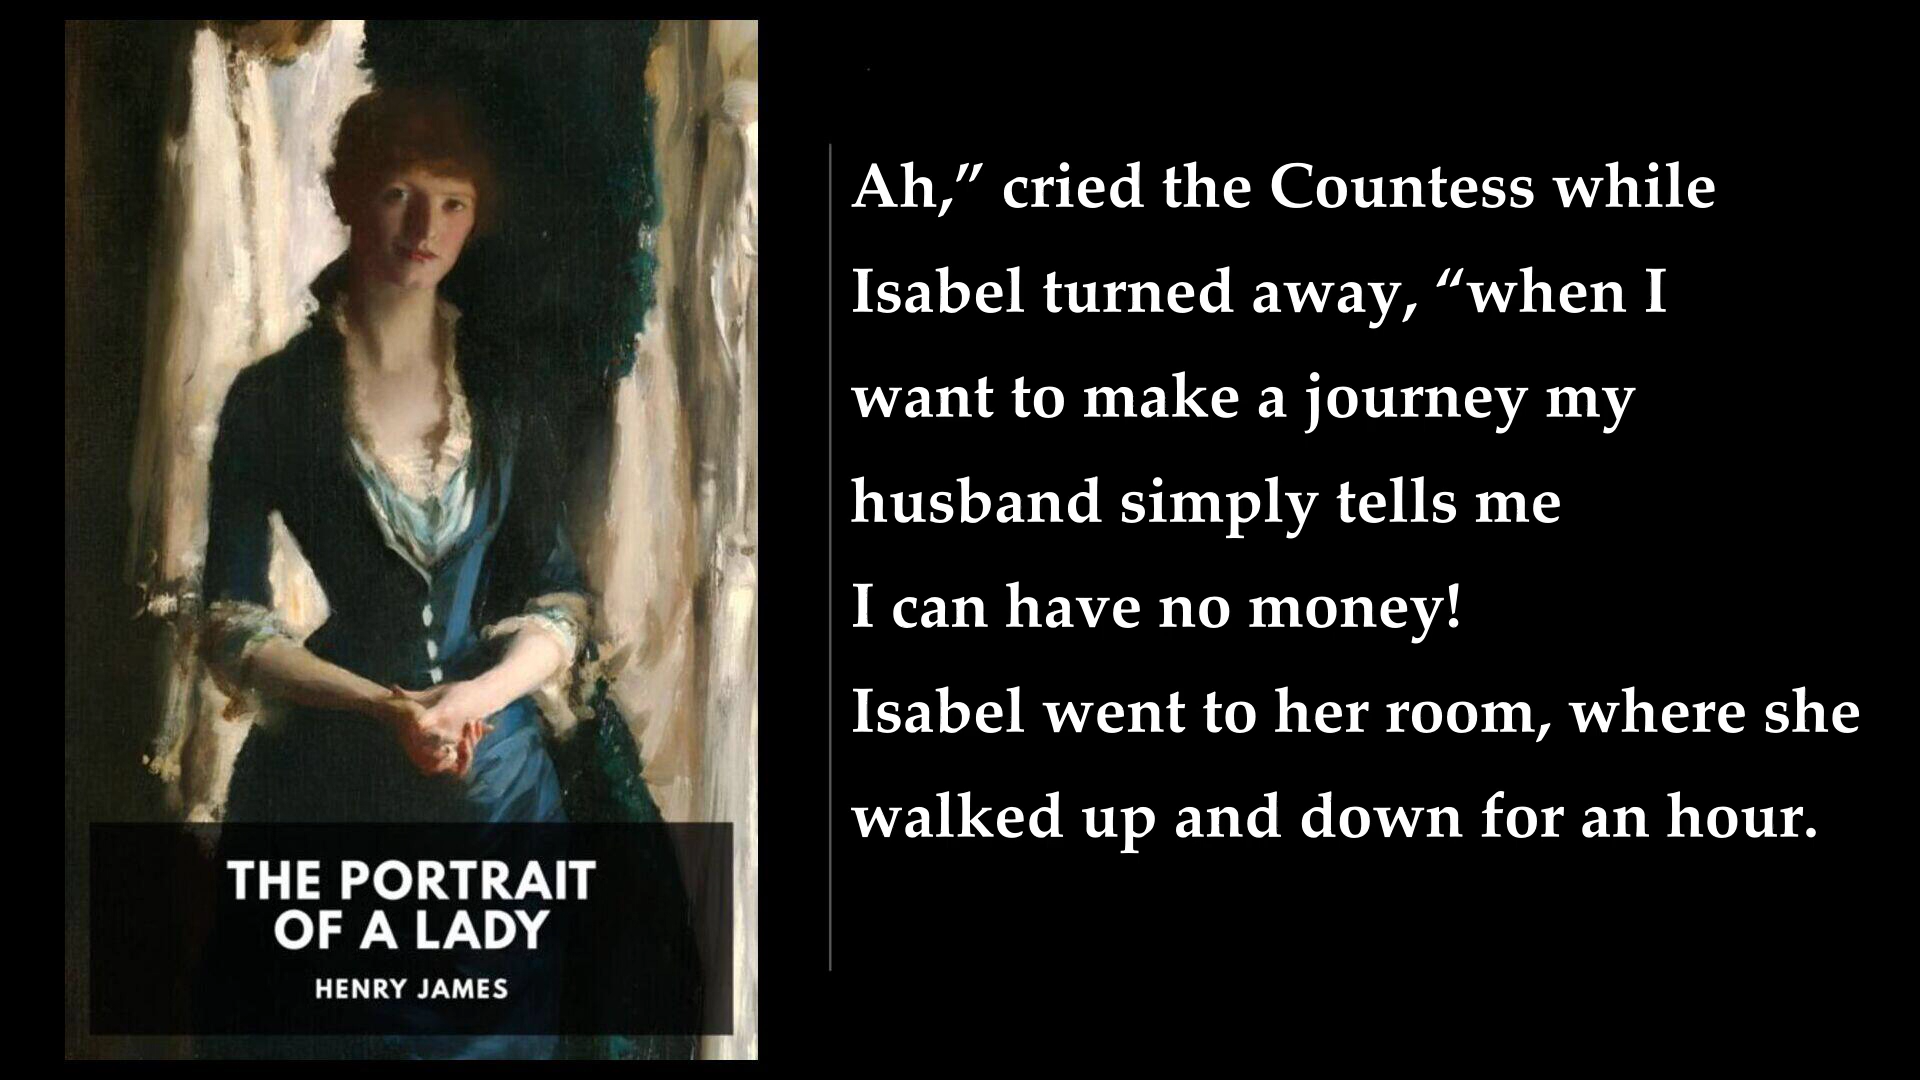 THE PORTRAIT
OF A LADY
HENRY JAMES
Ah,” cried the Countess while
Isabel turned away, “when I
want to make a journey my
husband simply tells me
I can have no money!
Isabel went to her room, where she
walked up and down for an hour.